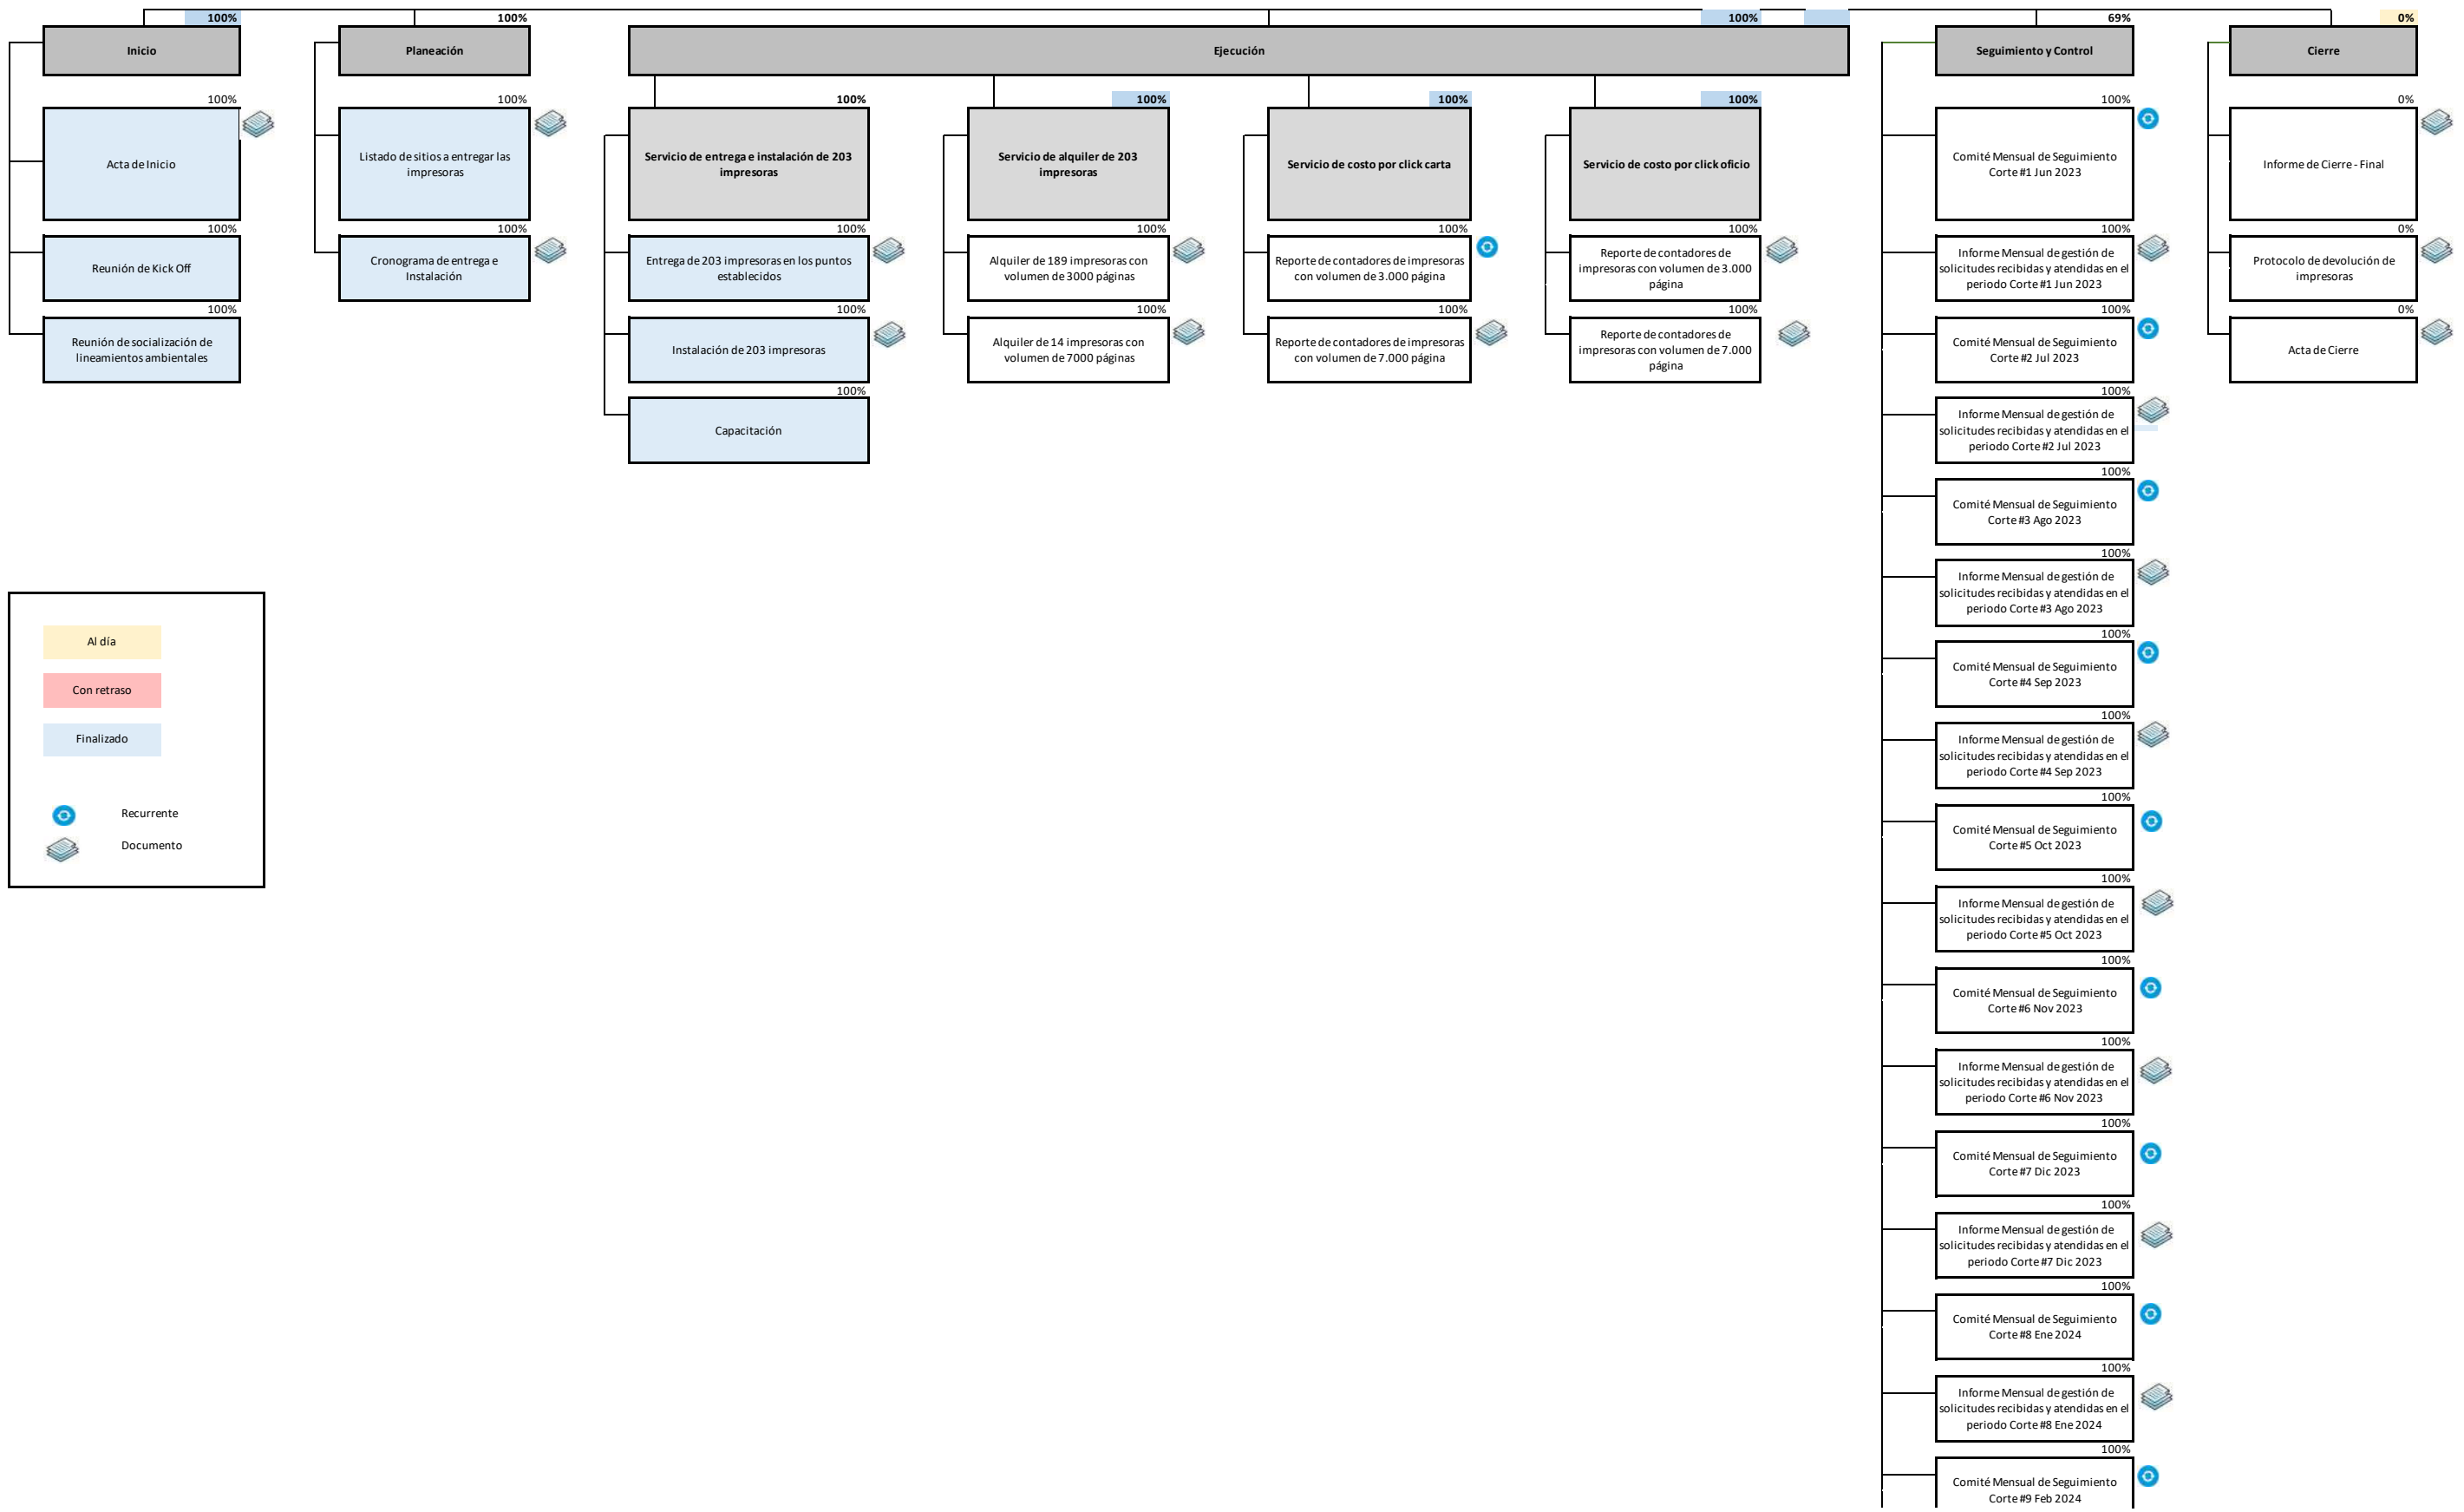 100%
Inicio
100%
Acta de Inicio
100%
Reunión de Kick Off
100%
Reunión de socialización de
lineamientos ambientales
100%
Planeación
100%
Listado de sitios a entregar las
impresoras
100%
Cronograma de entrega e
Instalación
100%
Ejecución
100%
Servicio de entrega e instalación de 203
impresoras
100%
Entrega de 203 impresoras en los puntos
establecidos
100%
Instalación de 203 impresoras
100%
Capacitación
100%
Servicio de alquiler de 203
impresoras
100%
Alquiler de 189 impresoras con
volumen de 3000 páginas
100%
Alquiler de 14 impresoras con
volumen de 7000 páginas
100%
Servicio de costo por click carta
100%
Reporte de contadores de impresoras
con volumen de 3.000 página
100%
Reporte de contadores de impresoras
con volumen de 7.000 página
100%
Servicio de costo por click oficio
100%
Reporte de contadores de
impresoras con volumen de 3.000
página
100%
Reporte de contadores de
impresoras con volumen de 7.000
página
69%
Seguimiento y Control
100%
Comité Mensual de Seguimiento
Corte #1 Jun 2023
100%
Informe Mensual de gestión de
solicitudes recibidas y atendidas en el
periodo Corte #1 Jun 2023
100%
Comité Mensual de Seguimiento
Corte #2 Jul 2023
100%
Informe Mensual de gestión de
solicitudes recibidas y atendidas en el
periodo Corte #2 Jul 2023
100%
Comité Mensual de Seguimiento
Corte #3 Ago 2023
100%
Informe Mensual de gestión de
solicitudes recibidas y atendidas en el
periodo Corte #3 Ago 2023
100%
Comité Mensual de Seguimiento
Corte #4 Sep 2023
100%
Informe Mensual de gestión de
solicitudes recibidas y atendidas en el
periodo Corte #4 Sep 2023
100%
Comité Mensual de Seguimiento
Corte #5 Oct 2023
100%
Informe Mensual de gestión de
solicitudes recibidas y atendidas en el
periodo Corte #5 Oct 2023
100%
Comité Mensual de Seguimiento
Corte #6 Nov 2023
100%
Informe Mensual de gestión de
solicitudes recibidas y atendidas en el
periodo Corte #6 Nov 2023
100%
Comité Mensual de Seguimiento
Corte #7 Dic 2023
100%
Informe Mensual de gestión de
solicitudes recibidas y atendidas en el
periodo Corte #7 Dic 2023
100%
Comité Mensual de Seguimiento
Corte #8 Ene 2024
100%
Informe Mensual de gestión de
solicitudes recibidas y atendidas en el
periodo Corte #8 Ene 2024
100%
Comité Mensual de Seguimiento
Corte #9 Feb 2024
0%
Cierre
0%
Informe de Cierre - Final
0%
Protocolo de devolución de
impresoras
0%
Acta de Cierre
Al día
Con retraso
Finalizado
Recurrente
Documento